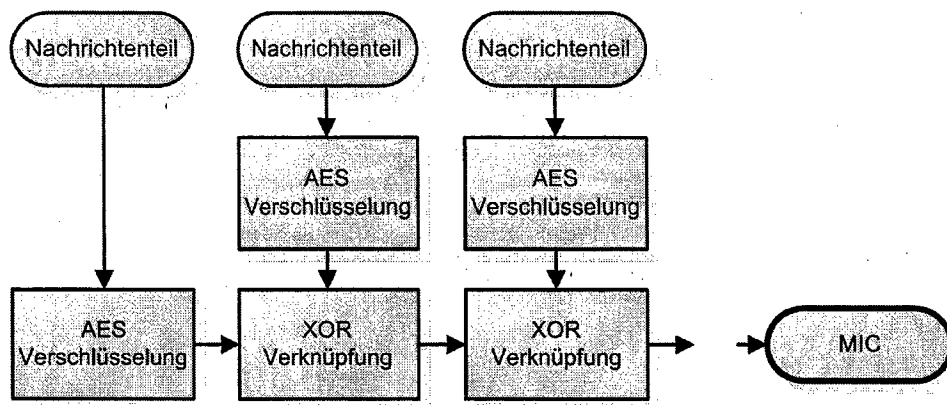 Nachrichtenteil
Nachrichtenteil
Nachrichtenteil
AES
Verschlüsselung
AES
Verschlüsselung
AES
Verschlüsselung
XOR
Verknüpfung
XOR
Verknüpfung
MIC